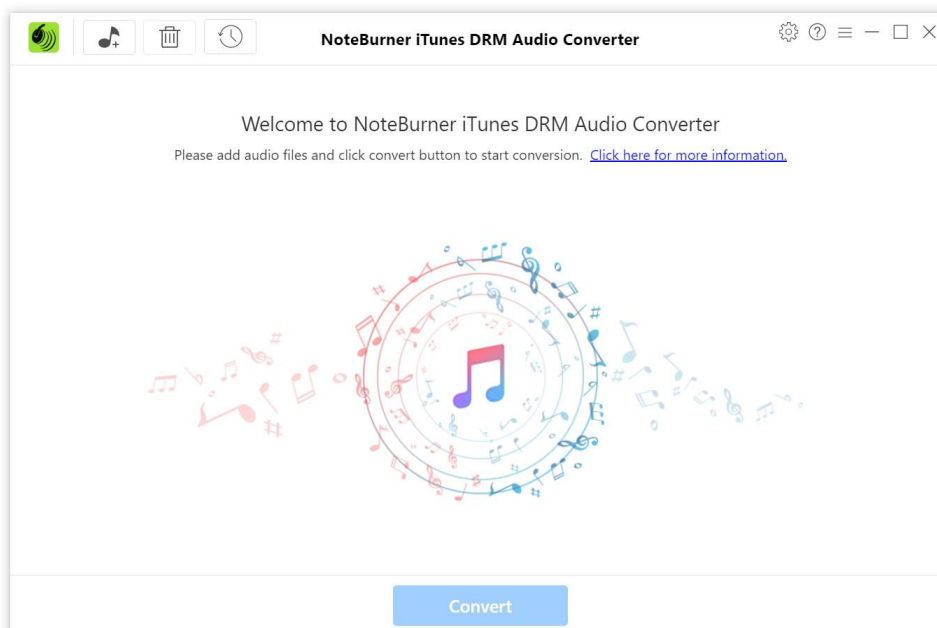 NoteBurner iTunes DRM Audio Converter
Welcome to NoteBurner iTunes DRM Audio Converter
Please add audio files and click convert button to start conversion. Click here for more information.
Convert